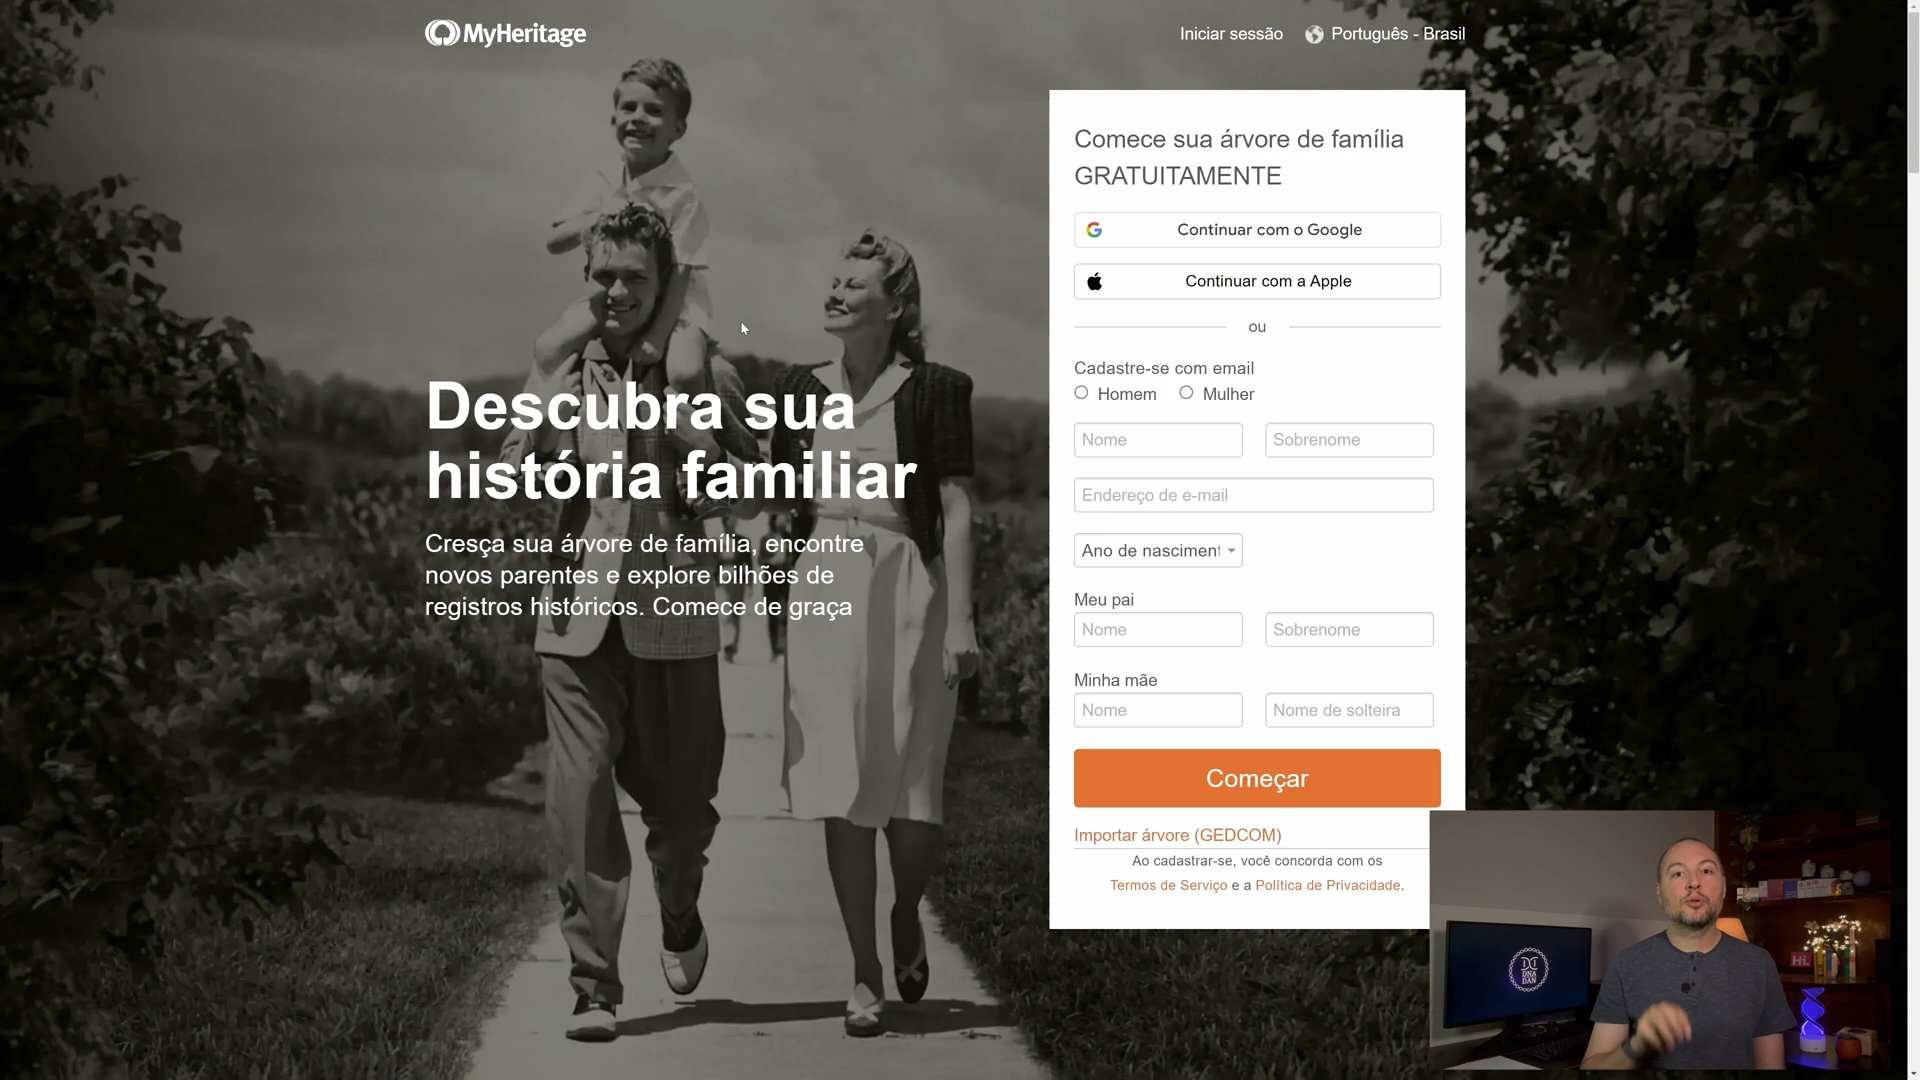 MyHeritage
Iniciar sessão
Português - Brasil
Descubra sua
história familiar
Cresça sua árvore de família, encontre
novos parentes e explore bilhões de
registros históricos. Comece de graça
Comece sua árvore de família
GRATUITAMENTE
Continuar com o Google
Continuar com a Apple
ou
Cadastre-se com email
Homem Mulher
Nome Sobrenome
Endereço de e-mail
Ano de nasciment
Meu pai
Nome Sobrenome
Minha mãe
Nome Nome de solteira
Começar
Importar árvore (GEDCOM)
Ao cadastrar-se, você concorda com os
Termos de Serviço e a Política de Privacidade.
DNA
DAN
Hi,